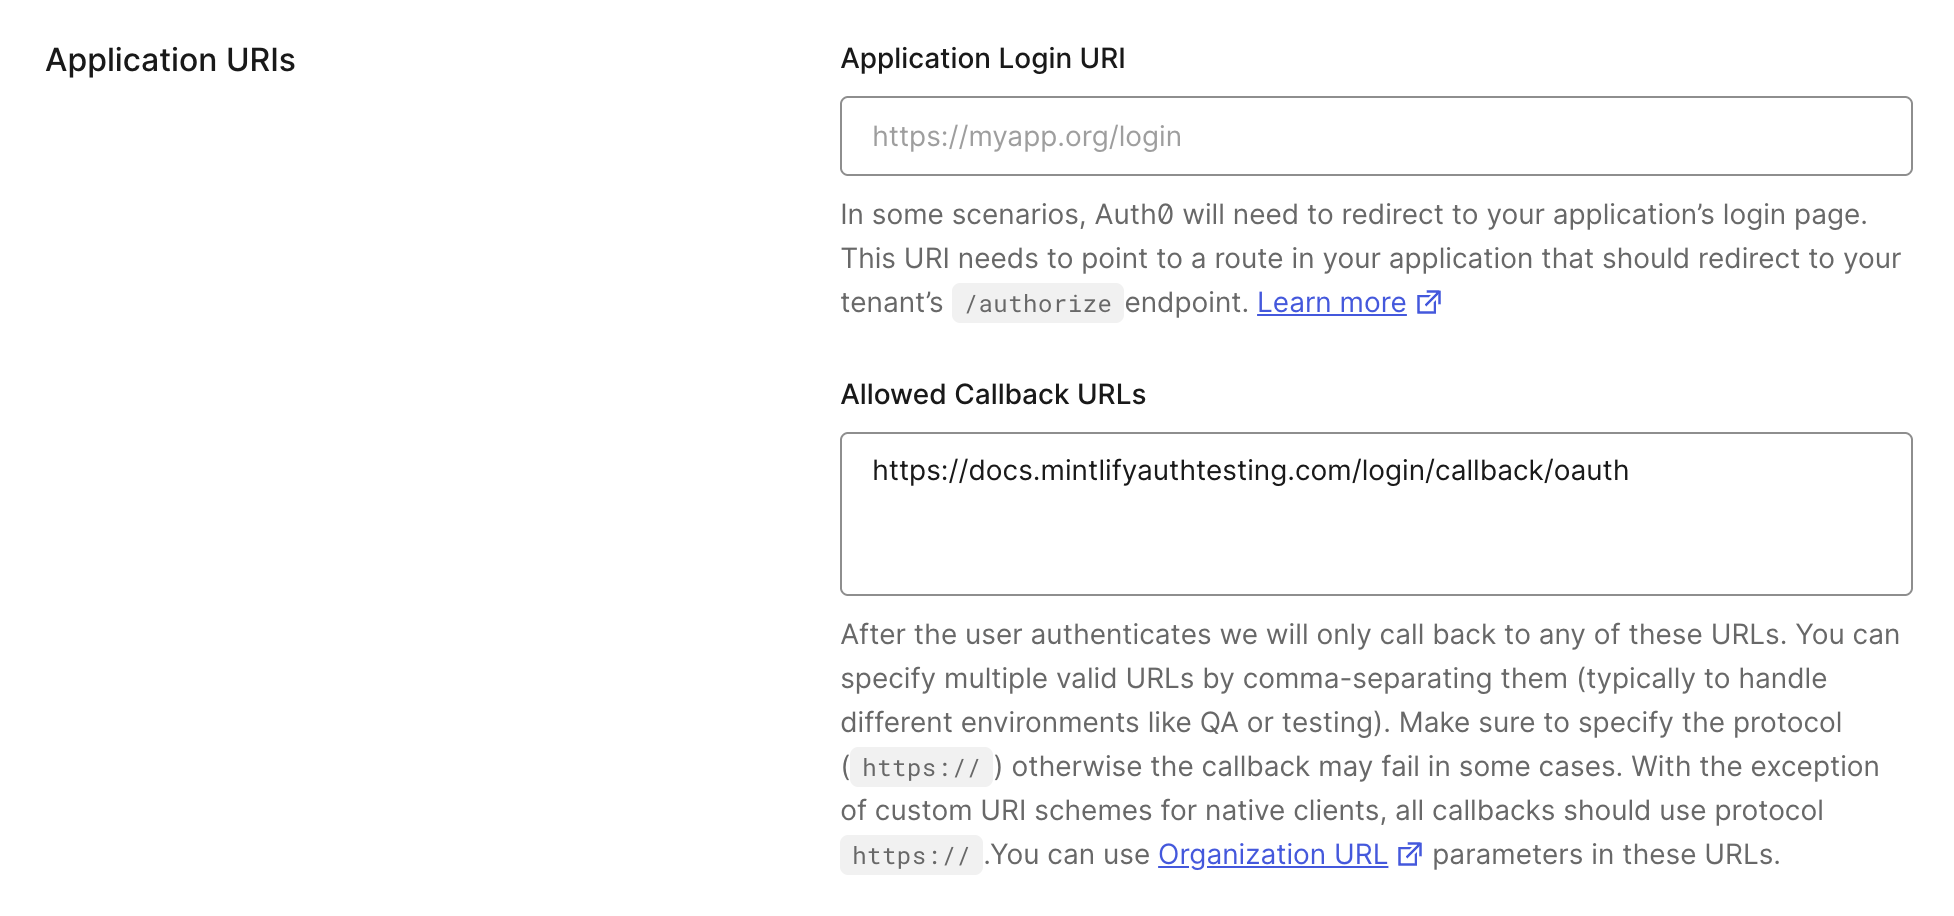 Application URIs
Application Login URI
https://myapp.org/login
In some scenarios, Auth0 will need to redirect to your application’s login page.
This URI needs to point to a route in your application that should redirect to your
tenant’s /authorize endpoint. Learn more
Allowed Callback URLs
https://docs.mintlifyauthtesting.com/login/callback/oauth
After the user authenticates we will only call back to any of these URLs. You can
specify multiple valid URLs by comma-separating them (typically to handle
different environments like QA or testing). Make sure to specify the protocol
( https:// ) otherwise the callback may fail in some cases. With the exception
of custom URI schemes for native clients, all callbacks should use protocol
https:// .You can use Organization URL parameters in these URLs.